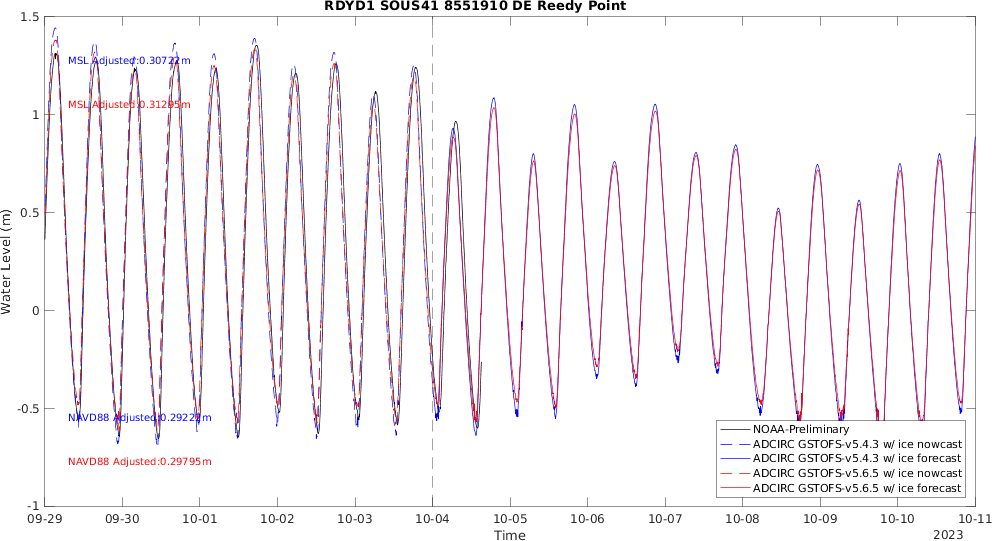 RDYD1 SOUS41 8551910 DE Reedy Point
1.5
1
0.5
0
-0.5
-1
Water Level (m)
MSL Adjusted:0.30722m
MSL Adjusted:0.31295m
NAVD88 Adjusted:0.29222m
NAVD88 Adjusted:0.29795m
NOAA-Preliminary
ADCIRC GSTOFS-v5.4.3 w/ ice nowcast
ADCIRC GSTOFS-v5.4.3 w/ ice forecast
ADCIRC GSTOFS-v5.6.5 w/ ice nowcast
ADCIRC GSTOFS-v5.6.5 w/ ice forecast
09-29 09-30 10-01 10-02 10-03 10-04 10-05 10-06 10-07 10-08 10-09 10-10 10-11
Time
2023